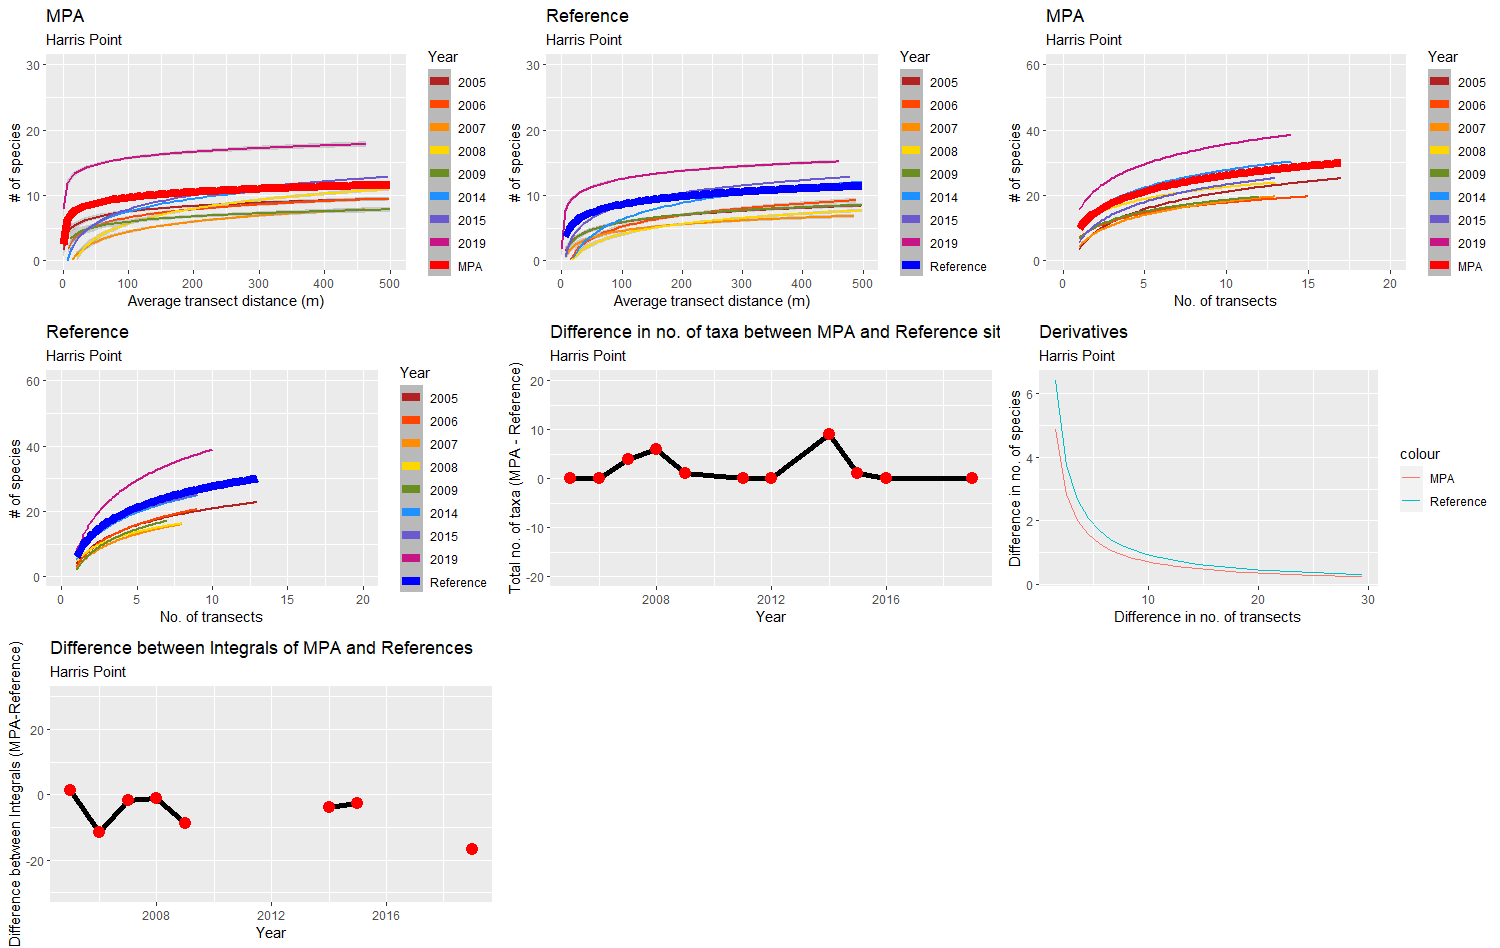 MPA
Harris Point
# of species
30
20
10
0
0 100 200 300 400 500
Average transect distance (m)
Year
2005
2006
2007
2008
2009
2014
2015
2019
MPA
Reference
Harris Point
# of species
30
20
10
0
0 100 200 300 400 500
Average transect distance (m)
Year
2005
2006
2007
2008
2009
2014
2015
2019
Reference
MPA
Harris Point
# of species
60
40
20
0
0 5 10 15 20
No. of transects
Year
2005
2006
2007
2008
2009
2014
2015
2019
MPA
Reference
Harris Point
# of species
60
40
20
0
0 5 10 15 20
No. of transects
Year
2005
2006
2007
2008
2009
2014
2015
2019
Reference
Difference in no. of taxa between MPA and Reference sit
Harris Point
Total no. of taxa (MPA - Reference)
20
10
0
-10
-20
2008 2012 2016
Year
Derivatives
Harris Point
Difference in no. of species
6
4
2
0
10 20 30
Difference in no. of transects
colour
MPA
Reference
Difference between Integrals of MPA and References
Harris Point
Difference between Integrals (MPA-Reference)
20
0
-20
2008 2012 2016
Year